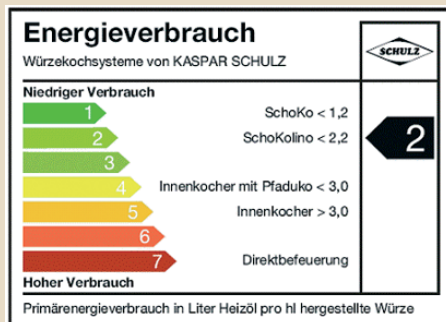 Energieverbrauch
Würzekochsysteme von KASPAR SCHULZ
SCHULZ
Niedriger Verbrauch
1 SchoKo < 1,2
2 SchoKolino < 2,2
2
3
4 Innenkocher mit Pfaduko < 3,0
5 Innenkocher > 3,0
6
7 Direktbefeuerung
Hoher Verbrauch
Primärenergieverbrauch in Liter Heizöl pro hl hergestellte Würze